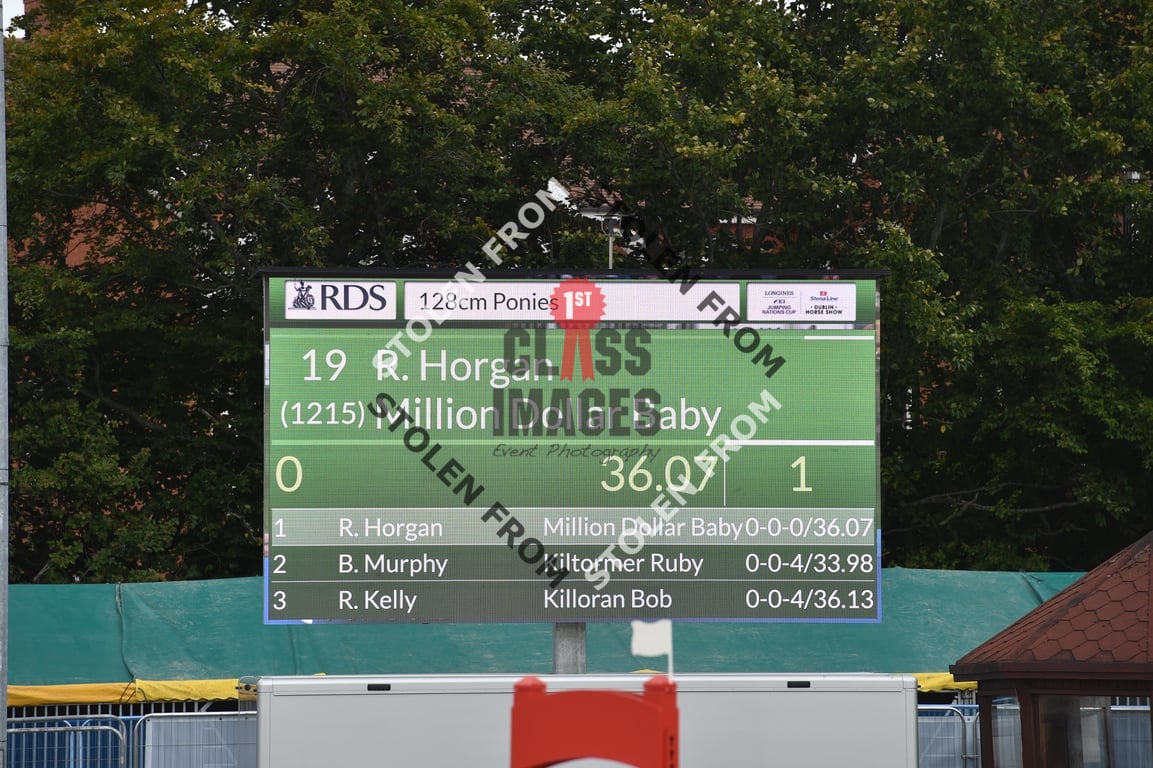 RDS
128cm Ponies
LONGINES
FEI
JUMPING
NATIONS CUP
Stena Line
• DUBLIN •
HORSE SHOW
19 R. Horgan
(1215) Million Dollar Baby
0 36.07 1
1 R. Horgan Million Dollar Baby 0-0-0/36.07
2 B. Murphy Kiltormer Ruby 0-0-4/33.98
3 R. Kelly Killoran Bob 0-0-4/36.13
1ST
CLASS
IMAGES
Event Photography
STOLEN FROM
STOLEN FROM
STOLEN FROM
STOLEN FROM